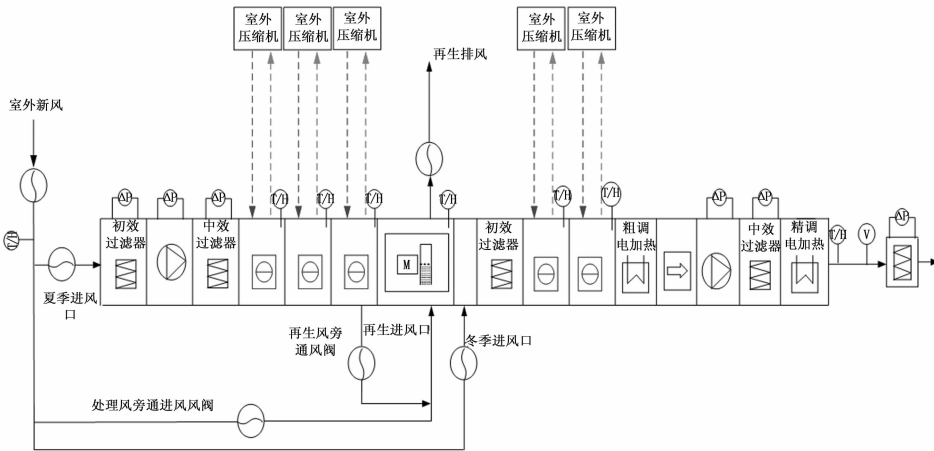 室外
压缩机
室外
压缩机
室外
压缩机
室外
压缩机
室外
压缩机
再生排风
室外新风
ΔP
ΔP
ΔP
T/H
T/H
T/H
T/H
T/H
T/H
ΔP
ΔP
ΔP
T/H
V
T/H
初效
过滤器
中效
过滤器
M
初效
过滤器
粗调
电加热
中效
过滤器
精调
电加热
夏季进风
口
再生风旁
通风阀
再生进风口
冬季进风口
处理风旁通进风风阀